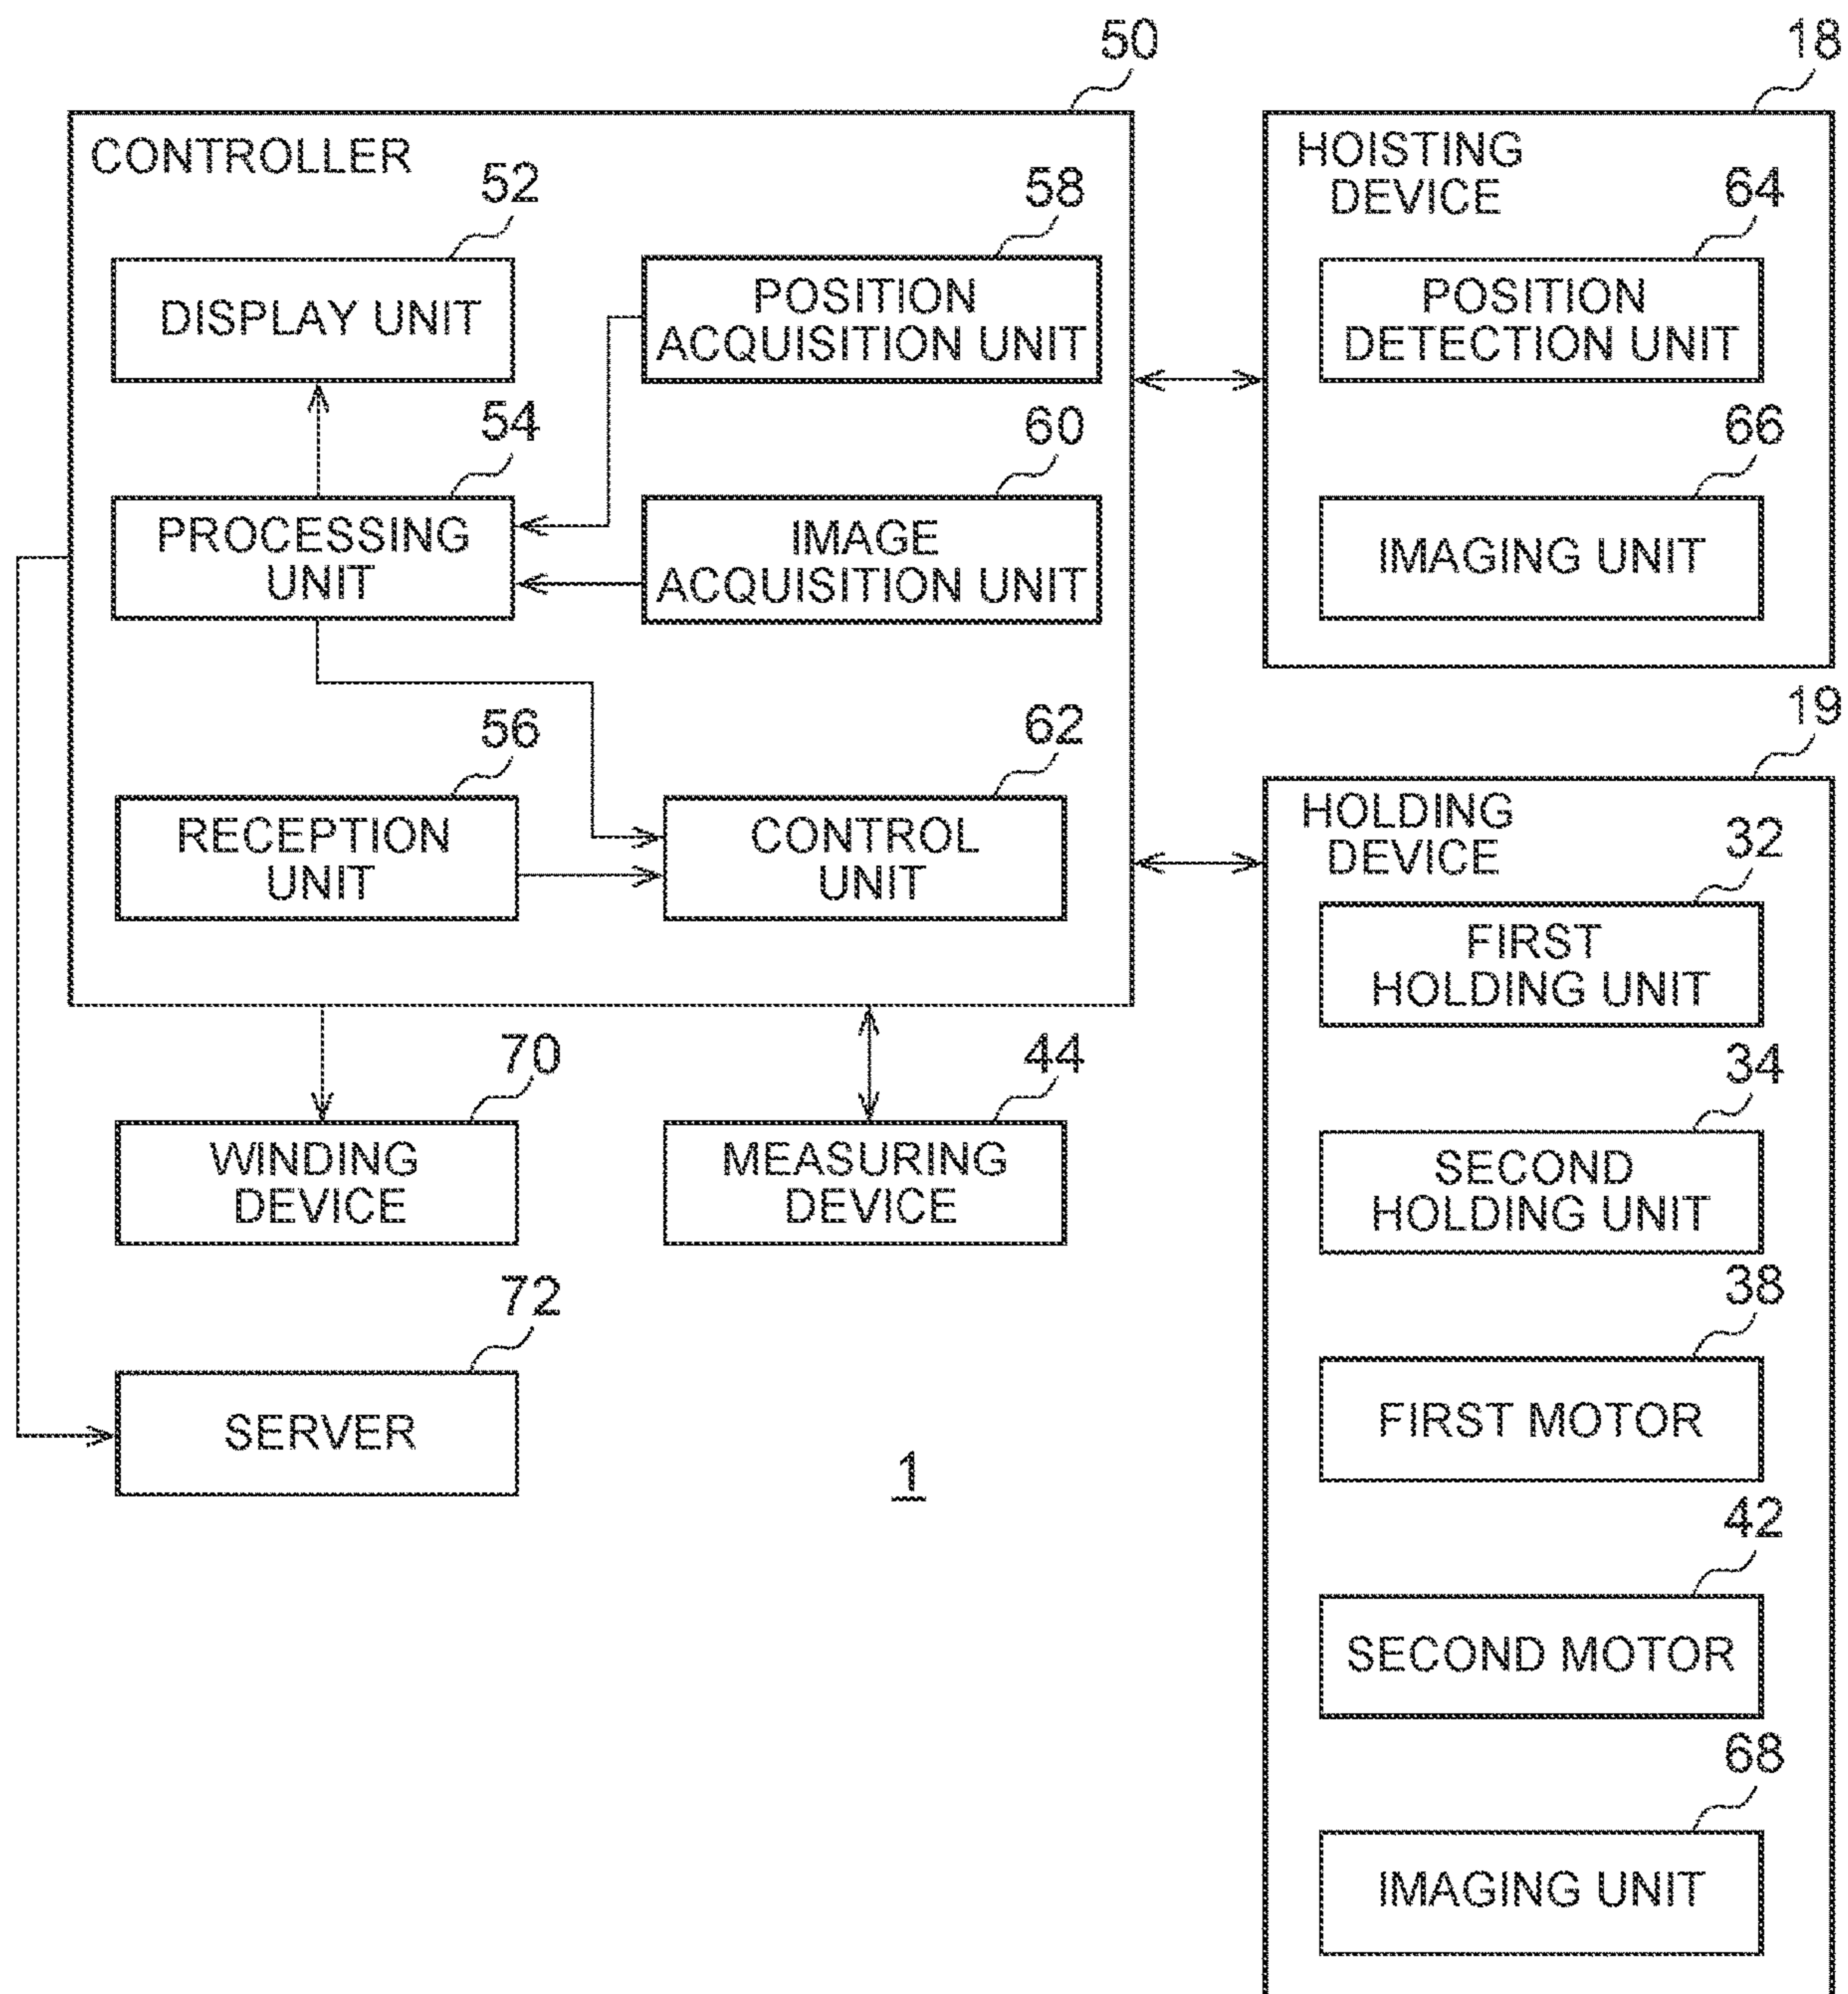 50
CONTROLLER
52
DISPLAY UNIT
58
POSITION
ACQUISITION UNIT
54
PROCESSING
UNIT
60
IMAGE
ACQUISITION UNIT
56
RECEPTION
UNIT
62
CONTROL
UNIT
70
WINDING
DEVICE
44
MEASURING
DEVICE
72
SERVER
1
18
HOISTING
DEVICE
64
POSITION
DETECTION UNIT
66
IMAGING UNIT
19
HOLDING
DEVICE
32
FIRST
HOLDING UNIT
34
SECOND
HOLDING UNIT
38
FIRST MOTOR
42
SECOND MOTOR
68
IMAGING UNIT